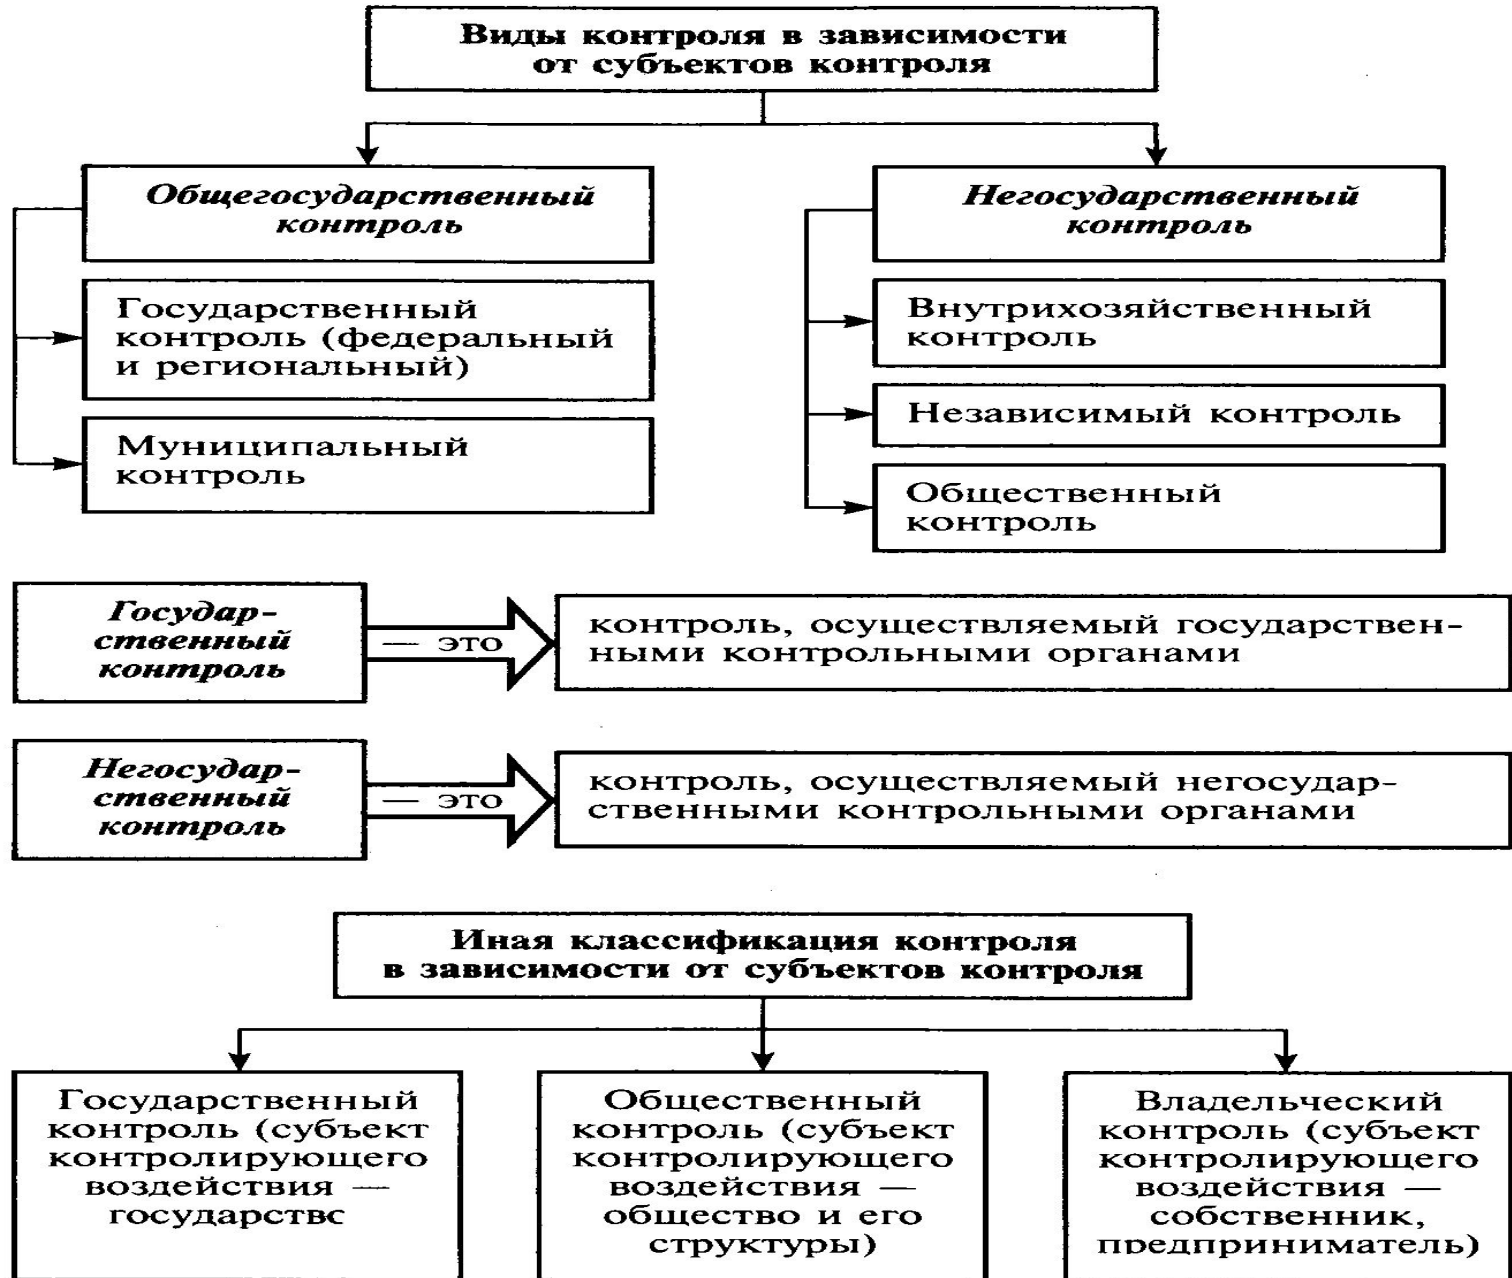 Виды контроля в зависимости
от субъектов контроля
Общегосударственный
контроль
Государственный
контроль (федеральный
и региональный)
Муниципальный
контроль
Негосударственный
контроль
Внутрихозяйственный
контроль
Независимый контроль
Общественный
контроль
Государ-
ственный
контроль
— это
контроль, осуществляемый государствен-
ными контрольными органами
Негосудар-
ственный
контроль
— это
контроль, осуществляемый негосудар-
ственными контрольными органами
Иная классификация контроля
в зависимости от субъектов контроля
Государственный
контроль (субъект
контролирующего
воздействия —
государствс
Общественный
контроль (субъект
контролирующего
воздействия —
общество и его
структуры)
Владельческий
контроль (субъект
контролирующего
воздействия —
собственник,
предприниматель)